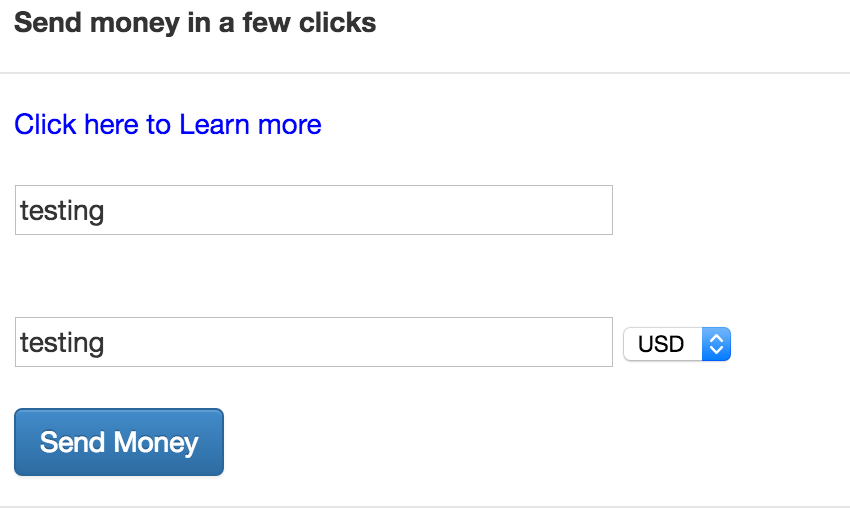 Send money in a few clicks
Click here to Learn more
testing
testing USD
Send Money